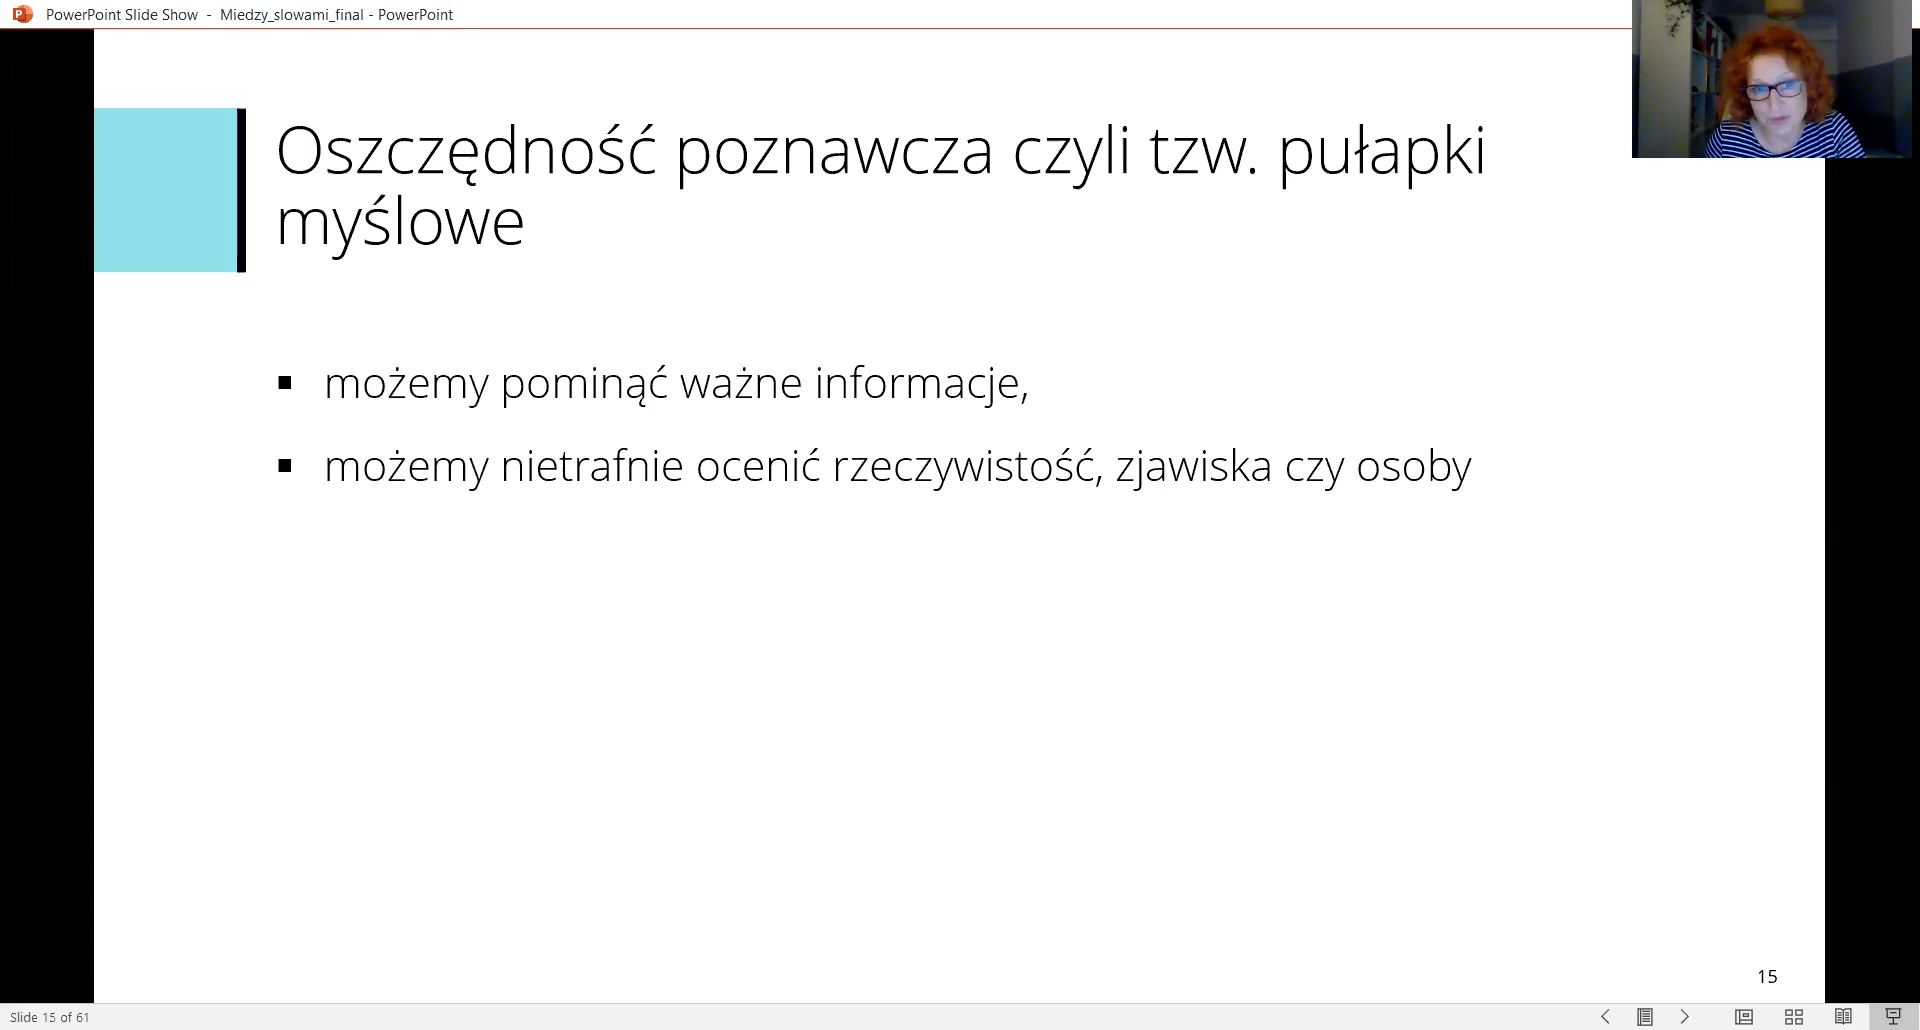 PowerPoint Slide Show - Miedzy_slowami_final - PowerPoint
Oszczędność poznawcza czyli tzw. pułapki
myślowe
możemy pominąć ważne informacje,
możemy nietrafnie ocenić rzeczywistość, zjawiska czy osoby
15
Slide 15 of 61